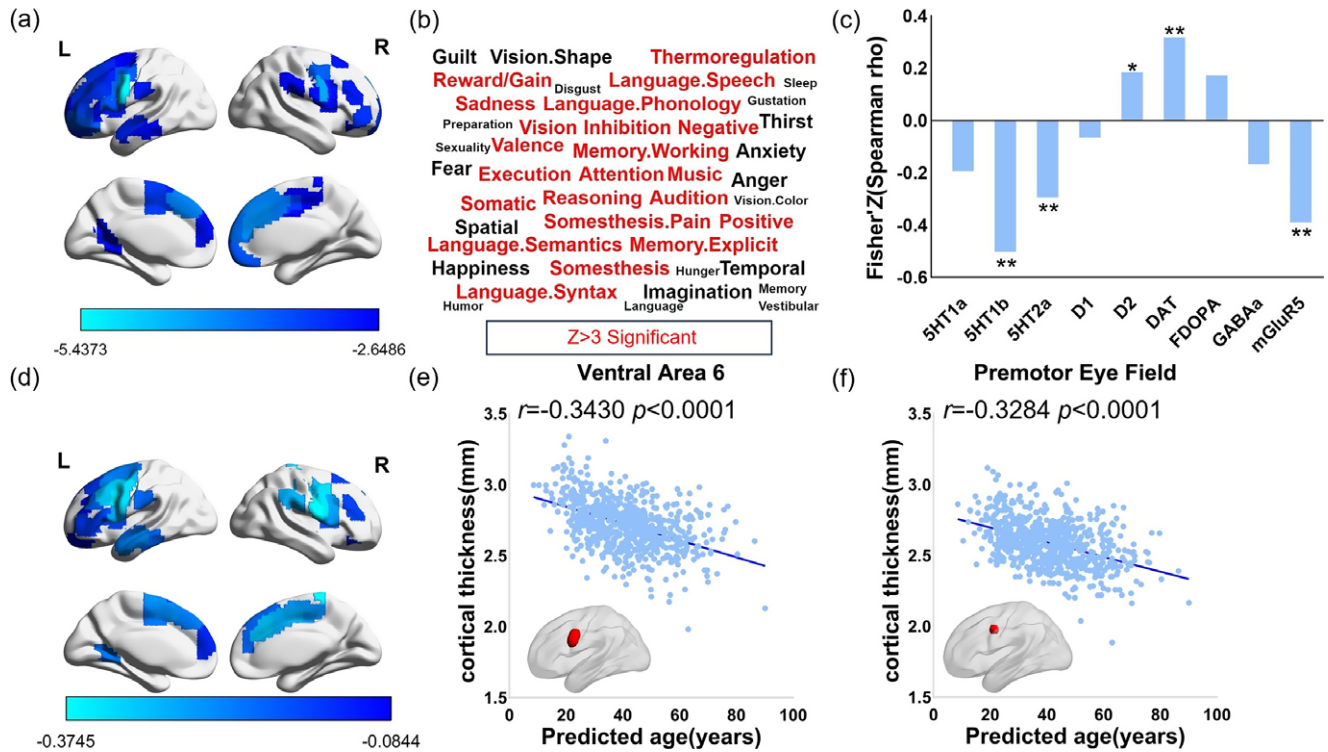 (a)
L
R
-5.4373
-2.6486
(b)
Guilt Vision.Shape Thermoregulation
Reward/Gain Disgust Language.Speech Sleep
Sadness Language.Phonology Gustation
Preparation Vision Inhibition Negative Thirst
Sexuality Valence Memory.Working Anxiety
Fear Execution Attention Music Anger
Somatic Reasoning Audition Vision.Color
Spatial Somesthesis.Pain Positive
Language.Semantics Memory.Explicit
Happiness Somesthesis Hunger Temporal
Language.Syntax Imagination Memory
Humor Language Vestibular
Z>3 Significant
(c)
Fisher'Z(Spearman rho)
0.4
0.2
0.0
-0.2
-0.4
-0.6
**
**
*
**
**
5HT1a
5HT1b
5HT2a
D1
D2
DAT
FDOPA
GABAa
mGluR5
(d)
L
R
-0.3745
-0.0844
(e)
Ventral Area 6
r=-0.3430 p<0.0001
cortical thickness(mm)
3.5
3.0
2.5
2.0
1.5
0 20 40 60 80 100
Predicted age(years)
(f)
Premotor Eye Field
r=-0.3284 p<0.0001
cortical thickness(mm)
3.5
3.0
2.5
2.0
1.5
0 20 40 60 80 100
Predicted age(years)